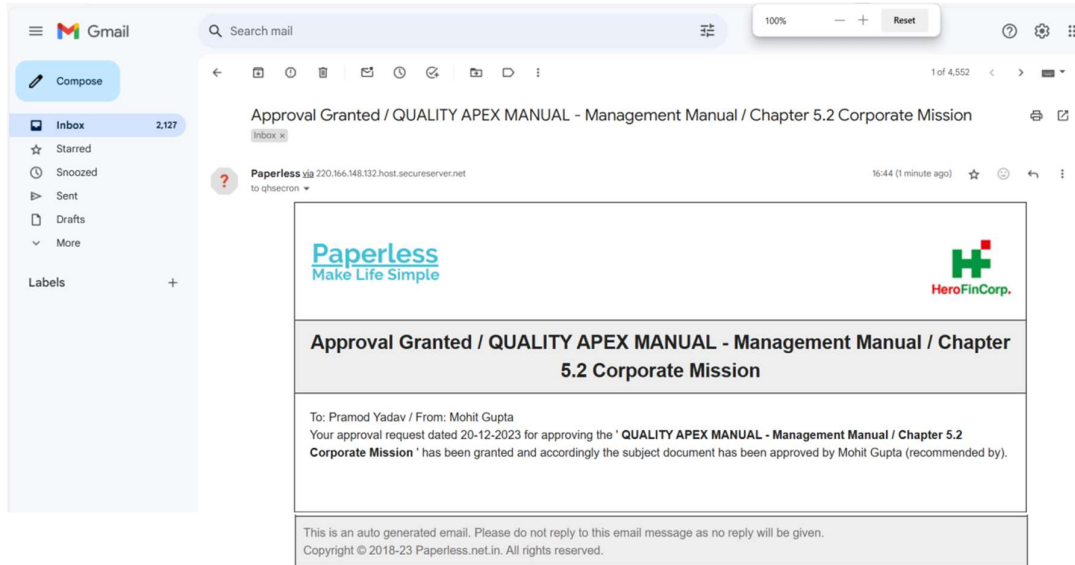 100%
Reset
Gmail
Search mail
Compose
1 of 4,552
Approval Granted / QUALITY APEX MANUAL - Management Manual / Chapter 5.2 Corporate Mission
Inbox x
Inbox 2,127
Starred
Snoozed
Sent
Drafts
More
Labels +
Paperless via 220.166.148.132.host.secureserver.net
16:44 (1 minute ago)
to qhsecron
?
Paperless
Make Life Simple
HeroFinCorp.
Approval Granted / QUALITY APEX MANUAL - Management Manual / Chapter
5.2 Corporate Mission
To: Pramod Yadav / From: Mohit Gupta
Your approval request dated 20-12-2023 for approving the ' QUALITY APEX MANUAL - Management Manual / Chapter 5.2
Corporate Mission ' has been granted and accordingly the subject document has been approved by Mohit Gupta (recommended by).
This is an auto generated email. Please do not reply to this email message as no reply will be given.
Copyright © 2018-23 Paperless.net.in. All rights reserved.